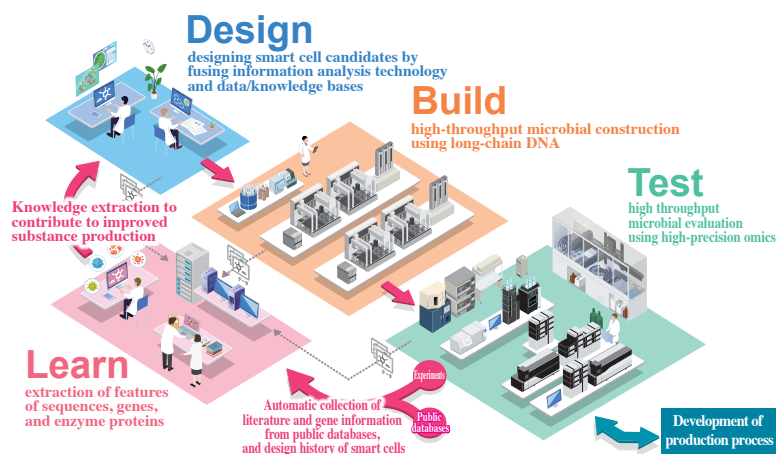 Design
designing smart cell candidates by
fusing information analysis technology
and data/knowledge bases
Build
high-throughput microbial construction
using long-chain DNA
Test
high throughput
microbial evaluation
using high-precision omics
Knowledge extraction to
contribute to improved
substance production
Learn
extraction of features
of sequences, genes,
and enzyme proteins
Experiments
Public
databases
Automatic collection of
literature and gene information
from public databases,
and design history of smart cells
Development of
production process